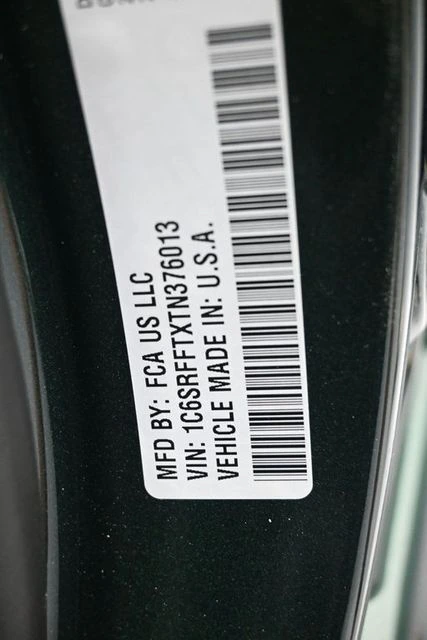 MFD BY: FCA US LLC
VIN: 1C6SRFFTXTN376013
VEHICLE MADE IN: U.S.A.